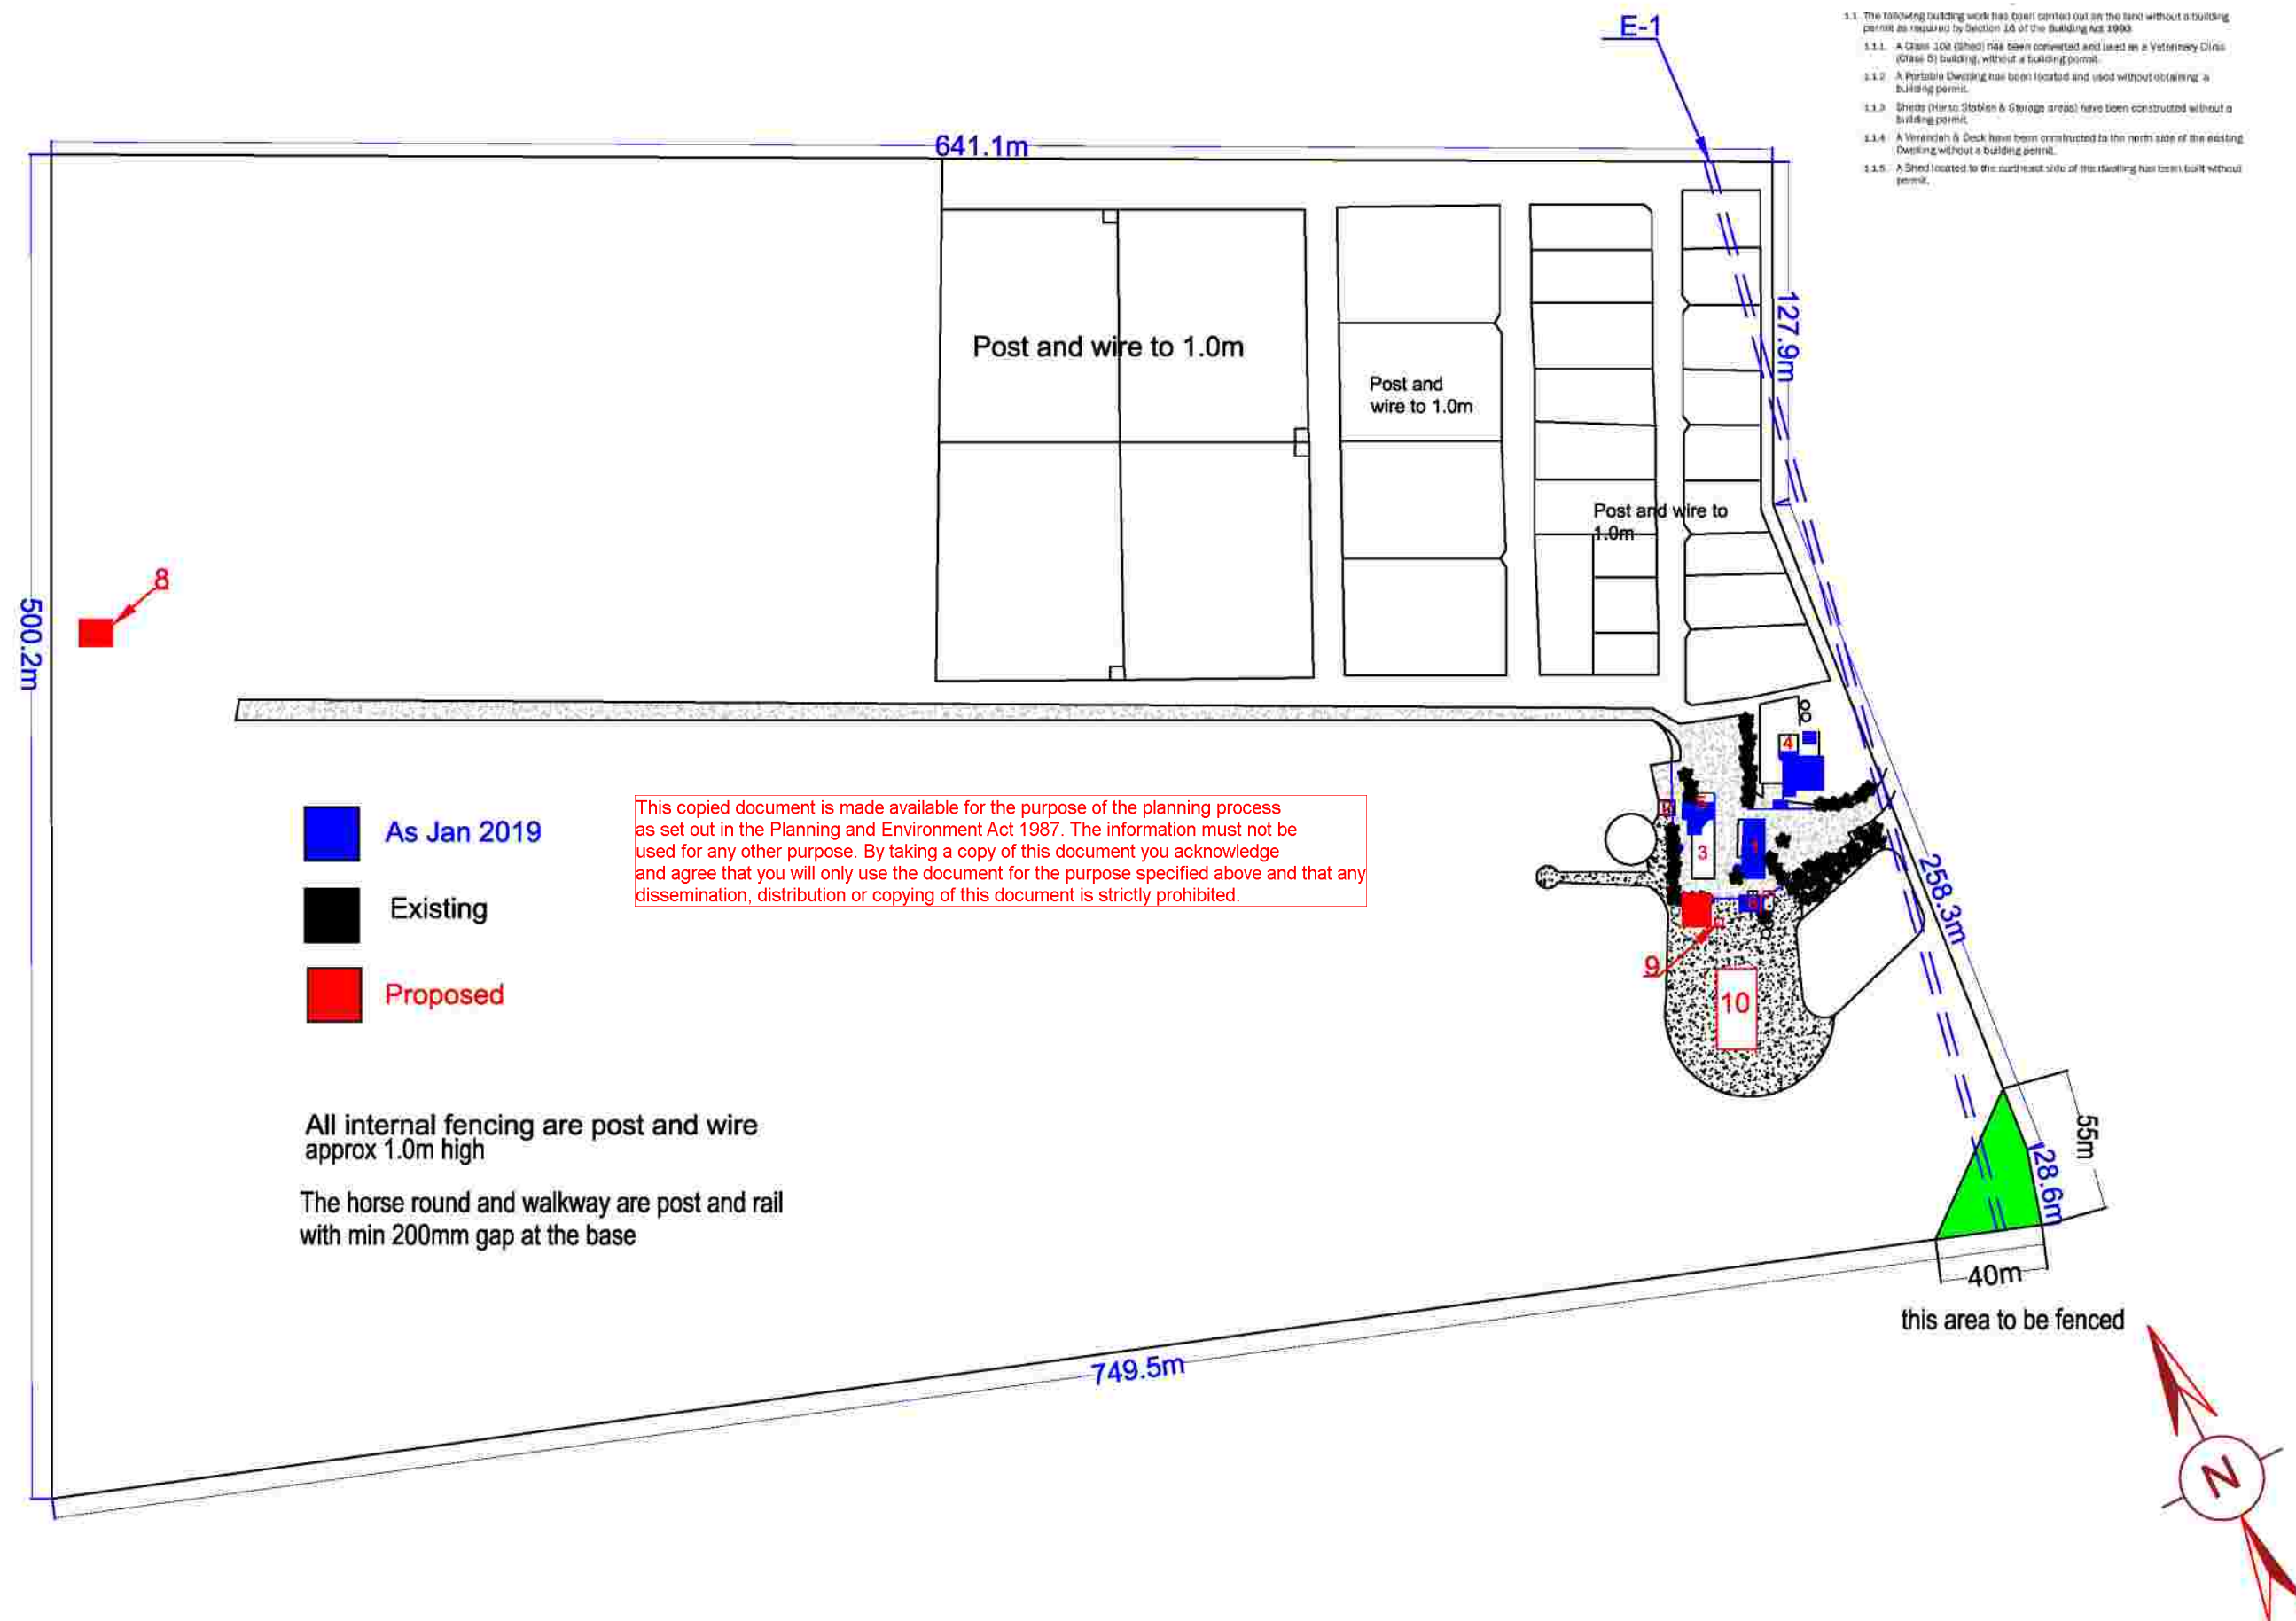 E-1
1.1. The following building work has been carried out on the land without a building
permit as required by Section 16 of the Building Act 1993
1.1.1. A Class 10a (Shed) has been converted and used as a Veterinary Clinic
(Class 5) building, without a building permit.
1.1.2 A Portable Dwelling has been located and used without obtaining a
building permit.
1.1.3 Sheds (Horse Stables & Storage areas) have been constructed without a
building permit.
1.1.4 A Verandah & Deck have been constructed to the north side of the existing
Dwelling without a building permit.
1.1.5. A Shed located to the northeast side of the dwelling has been built without
permit.
641.1m
127.9m
Post and wire to 1.0m
Post and
wire to 1.0m
Post and wire to
1.0m
8
500.2m
4
As Jan 2019
This copied document is made available for the purpose of the planning process
as set out in the Planning and Environment Act 1987. The information must not be
used for any other purpose. By taking a copy of this document you acknowledge
and agree that you will only use the document for the purpose specified above and that any
dissemination, distribution or copying of this document is strictly prohibited.
3
1
Existing
258.3m
9
Proposed
10
All internal fencing are post and wire
approx 1.0m high
55m
128.6m
The horse round and walkway are post and rail
with min 200mm gap at the base
40m
this area to be fenced
749.5m
N